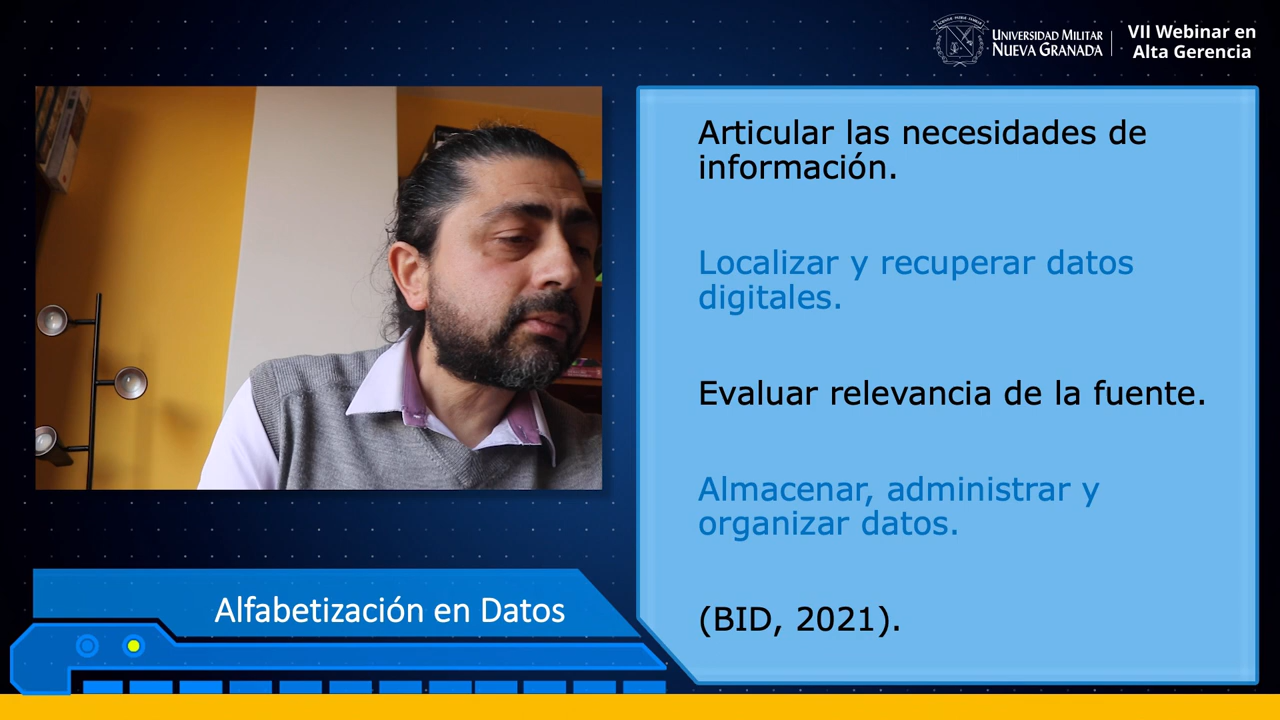 UNIVERSIDAD MILITAR
NUEVA GRANADA
VII Webinar en
Alta Gerencia
Articular las necesidades de
información.
Localizar y recuperar datos
digitales.
Evaluar relevancia de la fuente.
Almacenar, administrar y
organizar datos.
(BID, 2021).
Alfabetización en Datos